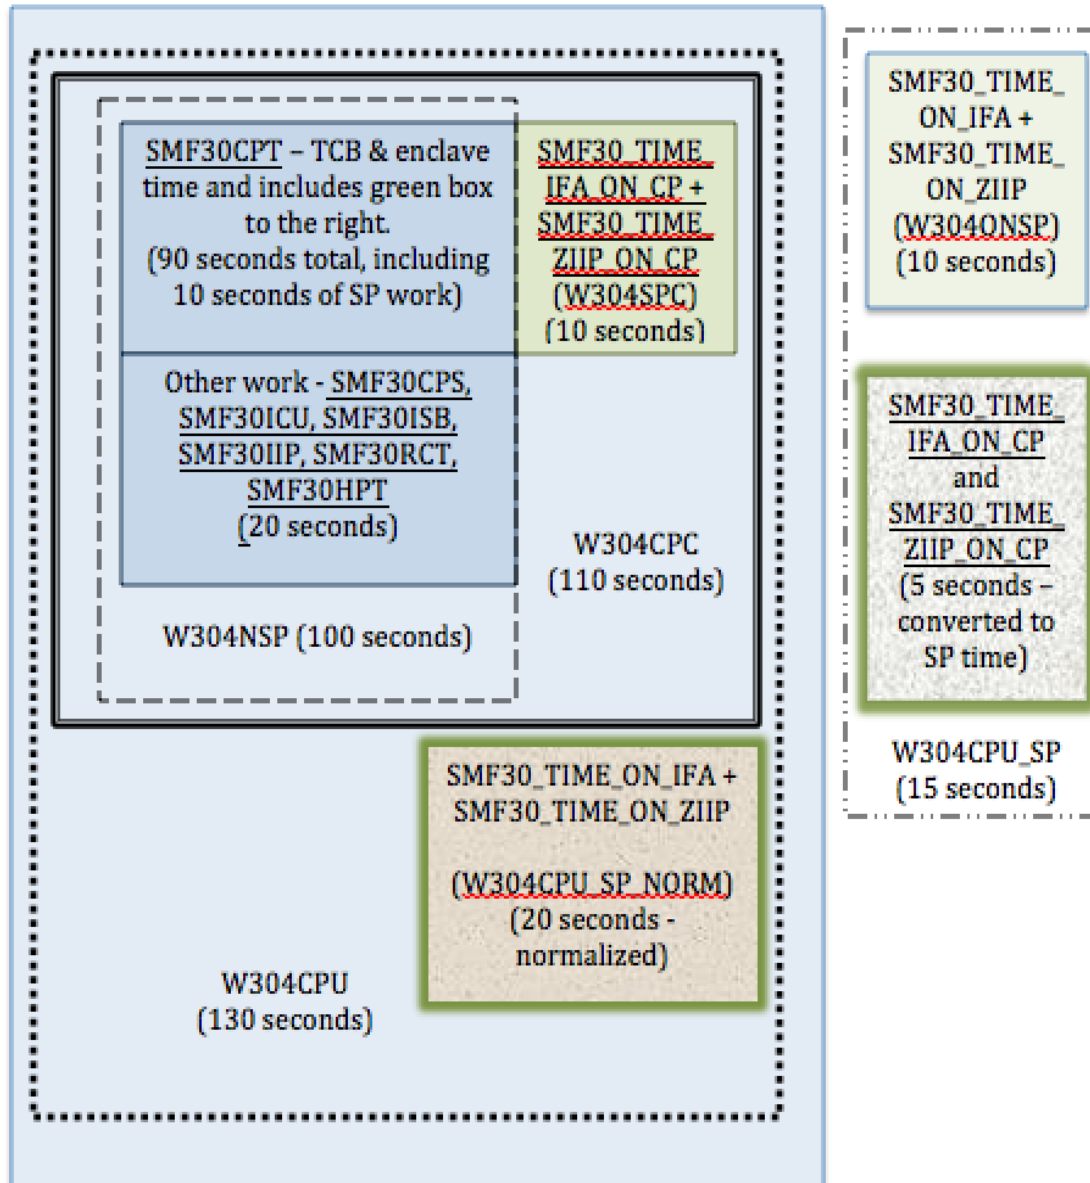 SMF30CPT – TCB & enclave
time and includes green box
to the right.
(90 seconds total, including
10 seconds of SP work)
SMF30_TIME_
IFA_ON_CP +
SMF30_TIME_
ZIIP_ON_CP
(W304SPC)
(10 seconds)
Other work - SMF30CPS,
SMF30ICU, SMF30ISB,
SMF30IIP, SMF30RCT,
SMF30HPT
(20 seconds)
W304CPC
(110 seconds)
W304NSP (100 seconds)
SMF30_TIME_ON_IFA +
SMF30_TIME_ON_ZIIP
(W304CPU_SP_NORM)
(20 seconds -
normalized)
W304CPU
(130 seconds)
SMF30_TIME_
ON_IFA +
SMF30_TIME_
ON_ZIIP
(W304ONSP)
(10 seconds)
SMF30_TIME_
IFA_ON_CP
and
SMF30_TIME_
ZIIP_ON_CP
(5 seconds –
converted to
SP time)
W304CPU_SP
(15 seconds)